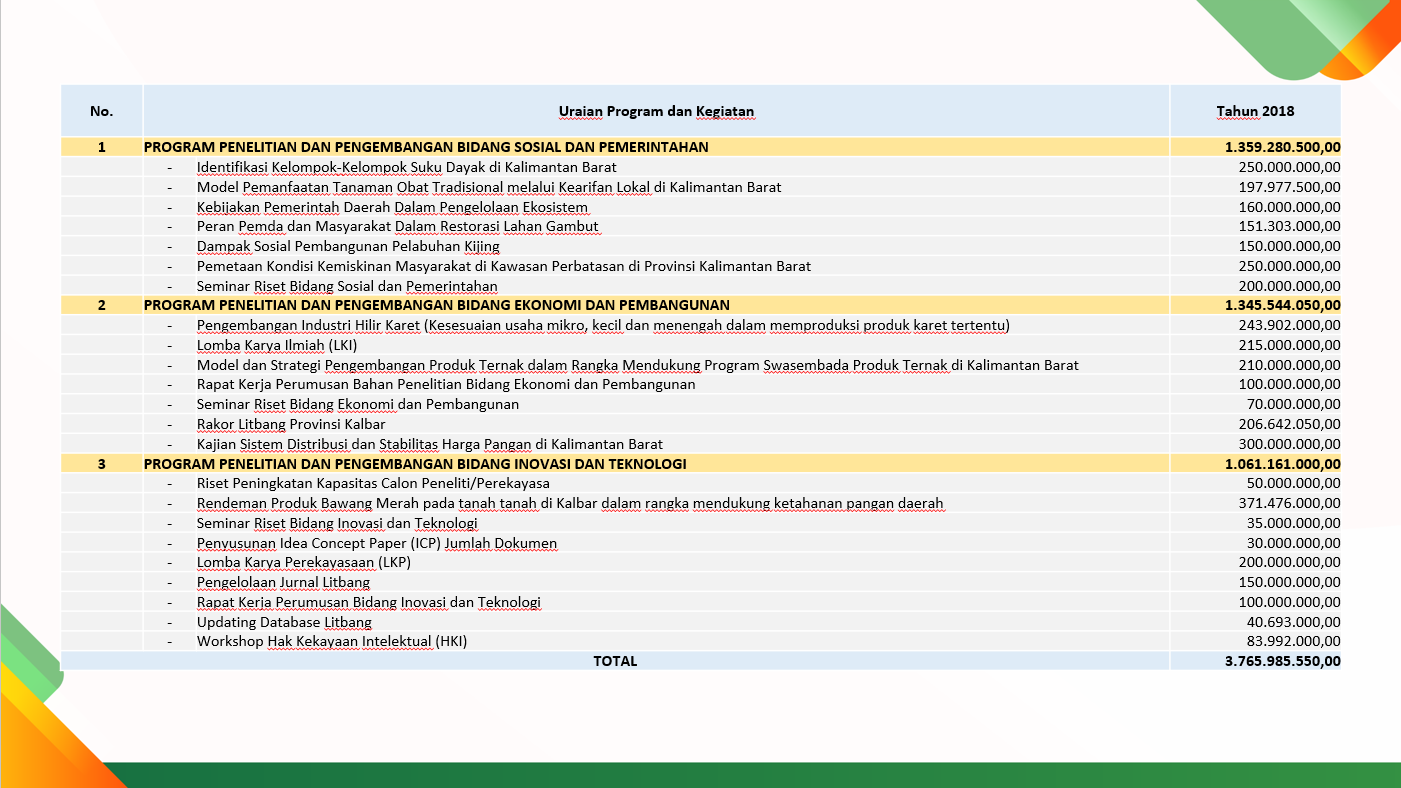 No. Uraian Program dan Kegiatan Tahun 2018
1 PROGRAM PENELITIAN DAN PENGEMBANGAN BIDANG SOSIAL DAN PEMERINTAHAN 1.359.280.500,00
- Identifikasi Kelompok-Kelompok Suku Dayak di Kalimantan Barat 250.000.000,00
- Model Pemanfaatan Tanaman Obat Tradisional melalui Kearifan Lokal di Kalimantan Barat 197.977.500,00
- Kebijakan Pemerintah Daerah Dalam Pengelolaan Ekosistem 160.000.000,00
- Peran Pemda dan Masyarakat Dalam Restorasi Lahan Gambut 151.303.000,00
- Dampak Sosial Pembangunan Pelabuhan Kijing 150.000.000,00
- Pemetaan Kondisi Kemiskinan Masyarakat di Kawasan Perbatasan di Provinsi Kalimantan Barat 250.000.000,00
- Seminar Riset Bidang Sosial dan Pemerintahan 200.000.000,00
2 PROGRAM PENELITIAN DAN PENGEMBANGAN BIDANG EKONOMI DAN PEMBANGUNAN 1.345.544.050,00
- Pengembangan Industri Hilir Karet (Kesesuaian usaha mikro, kecil dan menengah dalam memproduksi produk karet tertentu) 243.902.000,00
- Lomba Karya Ilmiah (LKI) 215.000.000,00
- Model dan Strategi Pengembangan Produk Ternak dalam Rangka Mendukung Program Swasembada Produk Ternak di Kalimantan Barat 210.000.000,00
- Rapat Kerja Perumusan Bahan Penelitian Bidang Ekonomi dan Pembangunan 100.000.000,00
- Seminar Riset Bidang Ekonomi dan Pembangunan 70.000.000,00
- Rakor Litbang Provinsi Kalbar 206.642.050,00
- Kajian Sistem Distribusi dan Stabilitas Harga Pangan di Kalimantan Barat 300.000.000,00
3 PROGRAM PENELITIAN DAN PENGEMBANGAN BIDANG INOVASI DAN TEKNOLOGI 1.061.161.000,00
- Riset Peningkatan Kapasitas Calon Peneliti/Perekayasa 50.000.000,00
- Rendeman Produk Bawang Merah pada tanah tanah di Kalbar dalam rangka mendukung ketahanan pangan daerah 371.476.000,00
- Seminar Riset Bidang Inovasi dan Teknologi 35.000.000,00
- Penyusunan Idea Concept Paper (ICP) Jumlah Dokumen 30.000.000,00
- Lomba Karya Perekayasaan (LKP) 200.000.000,00
- Pengelolaan Jurnal Litbang 150.000.000,00
- Rapat Kerja Perumusan Bidang Inovasi dan Teknologi 100.000.000,00
- Updating Database Litbang 40.693.000,00
- Workshop Hak Kekayaan Intelektual (HKI) 83.992.000,00
TOTAL 3.765.985.550,00